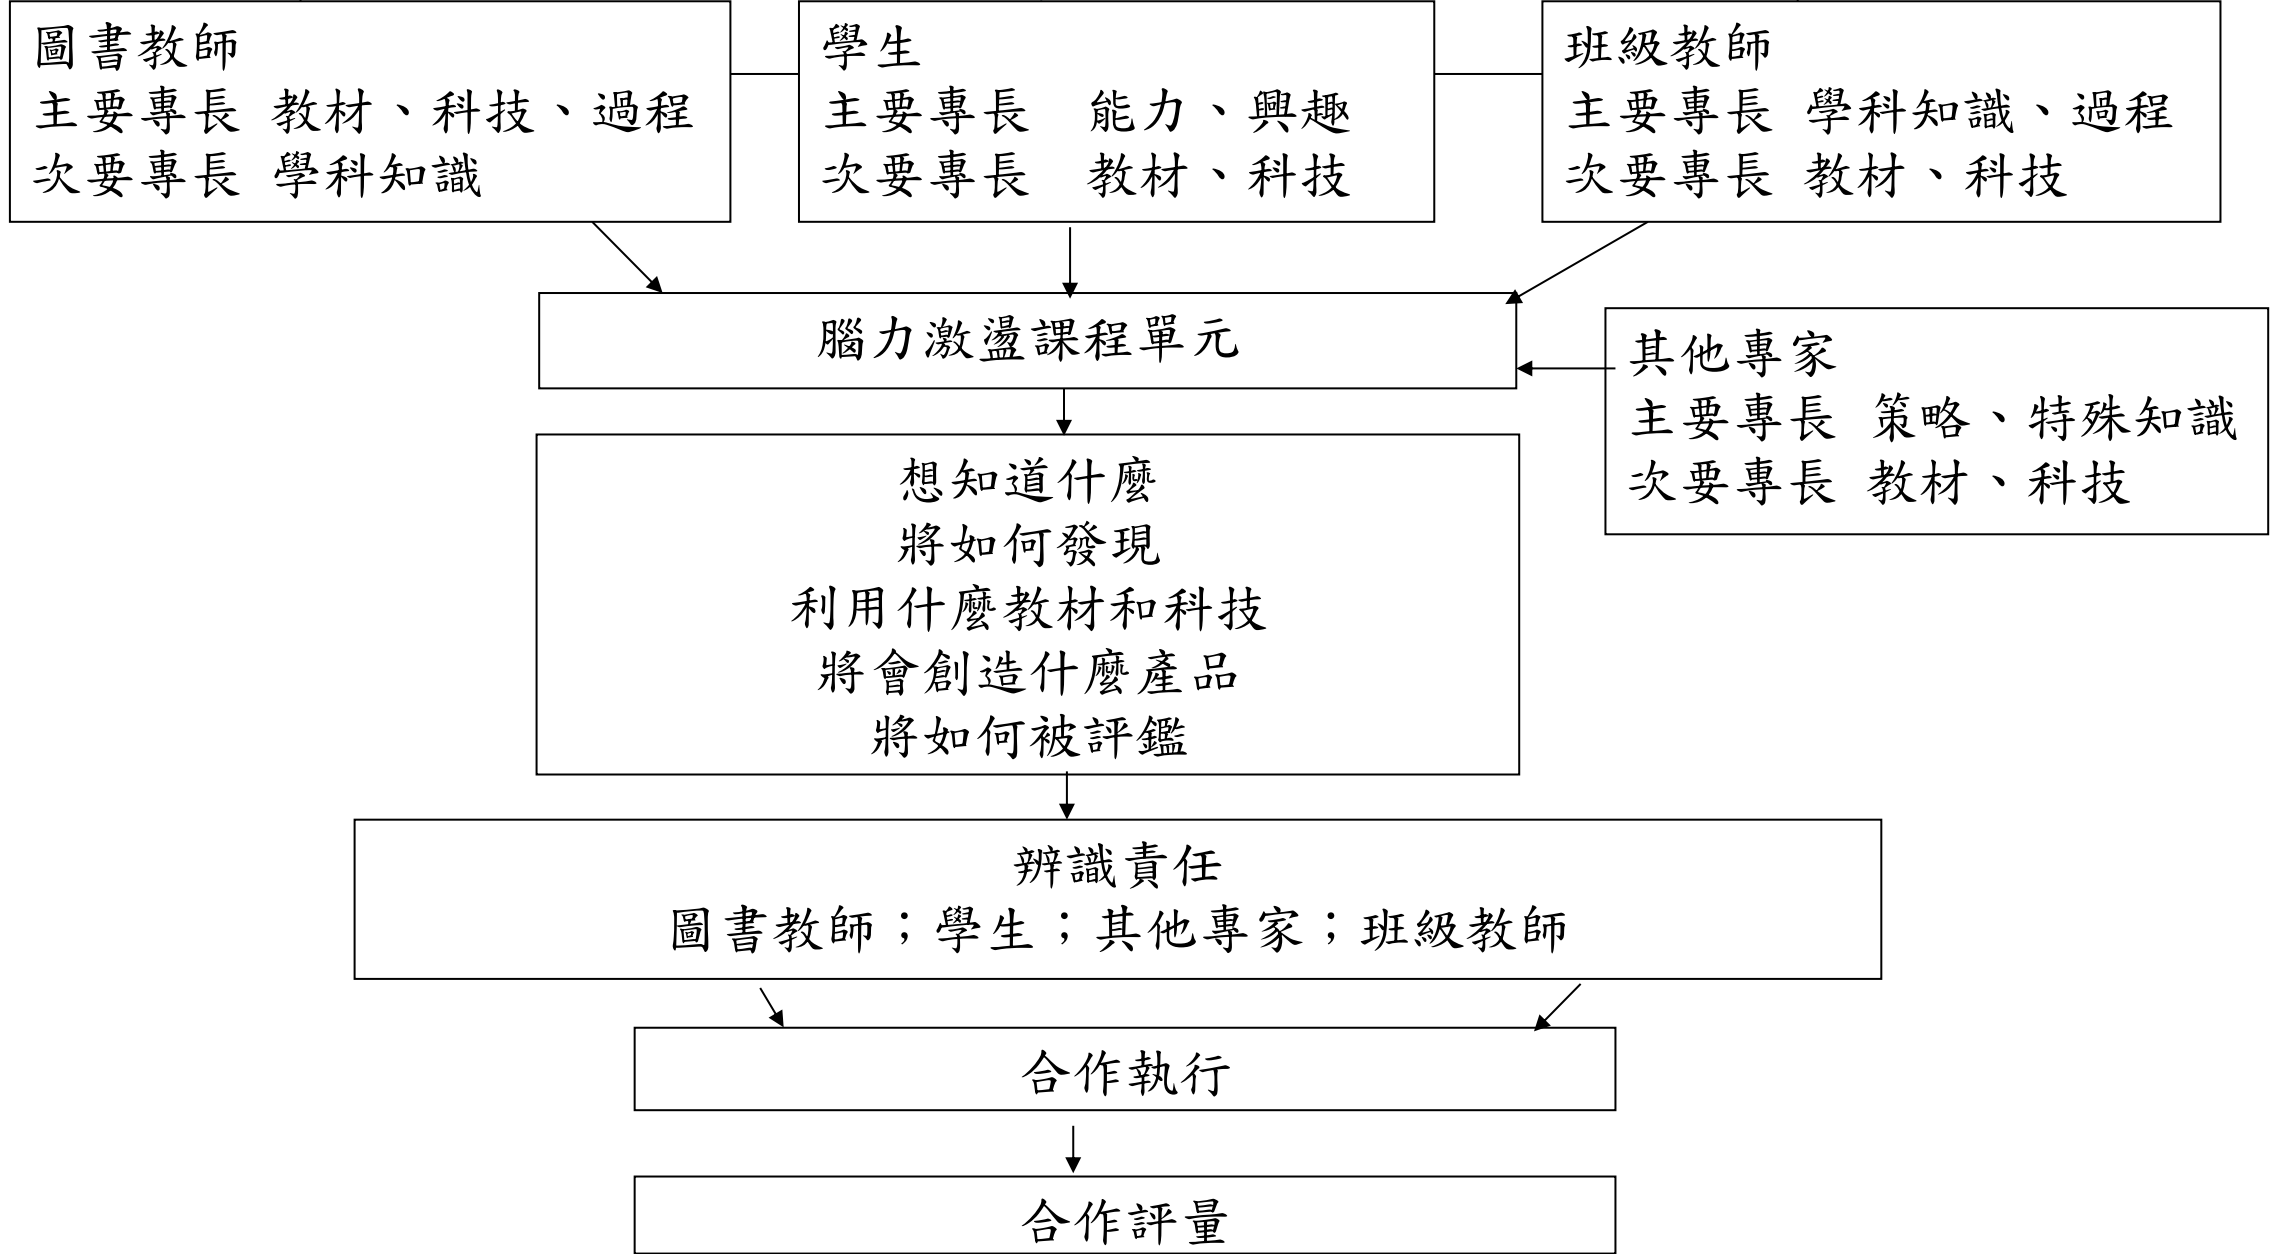 圖書教師
主要專長 教材、科技、過程
次要專長 學科知識
學生
主要專長 能力、興趣
次要專長 教材、科技
班級教師
主要專長 學科知識、過程
次要專長 教材、科技
腦力激盪課程單元
其他專家
主要專長 策略、特殊知識
次要專長 教材、科技
想知道什麼
將如何發現
利用什麼教材和科技
將會創造什麼產品
將如何被評鑑
辨識責任
圖書教師；學生；其他專家；班級教師
合作執行
合作評量